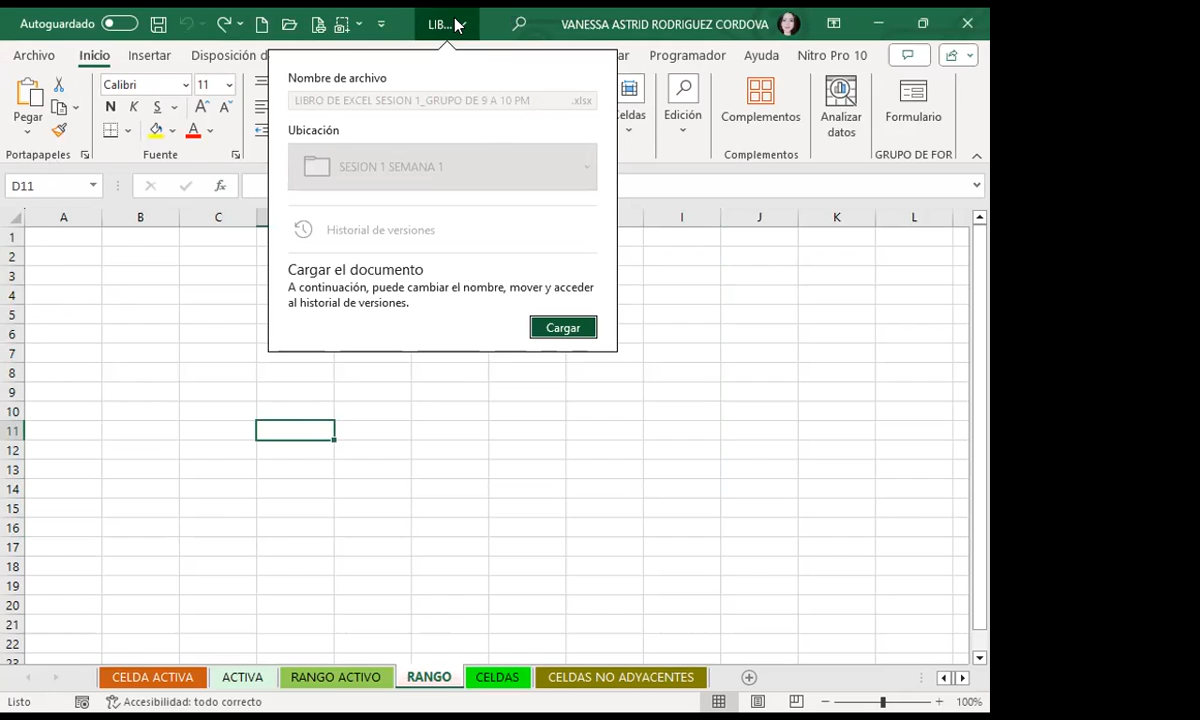 Autoguardado
LIB...
VANESSA ASTRID RODRIGUEZ CORDOVA
Archivo Inicio Insertar Disposición d ar Programador Ayuda Nitro Pro 10
Nombre de archivo
LIBRO DE EXCEL SESION 1_GRUPO DE 9 A 10 PM .xlsx
Ubicación
SESION 1 SEMANA 1
Historial de versiones
Cargar el documento
A continuación, puede cambiar el nombre, mover y acceder
al historial de versiones.
Cargar
Pegar
Calibri 11
N K S A A
A
Portapapeles Fuente
Celdas
Edición
Complementos
Analizar
datos
Formulario
Complementos GRUPO DE FOR
D11 fx
A B C I J K L
1
2
3
4
5
6
7
8
9
10
11
12
13
14
15
16
17
18
19
20
21
22
23
CELDA ACTIVA ACTIVA RANGO ACTIVO RANGO CELDAS CELDAS NO ADYACENTES
Listo Accesibilidad: todo correcto 100%